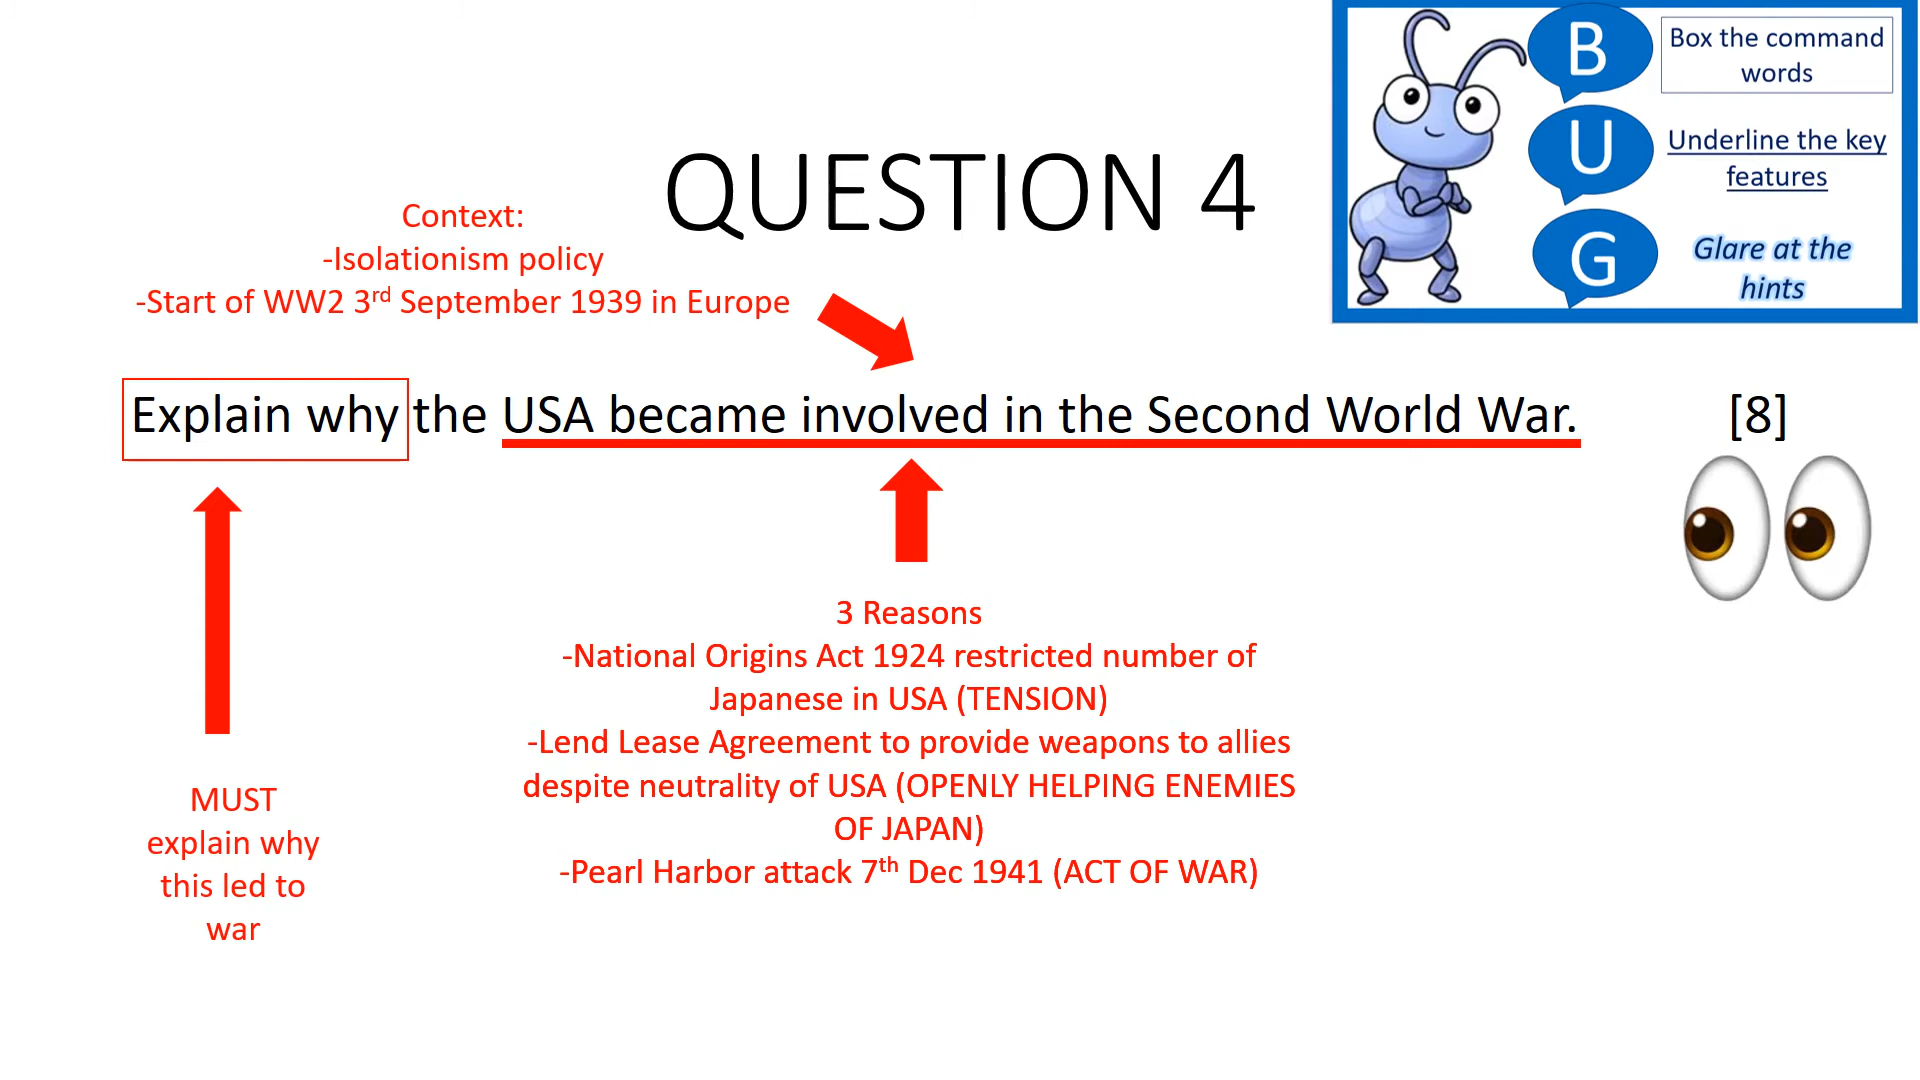 QUESTION 4
B
Box the command
words
U
Underline the key
features
G
Glare at the
hints
Context:
-Isolationism policy
-Start of WW2 3rd September 1939 in Europe
Explain why the USA became involved in the Second World War. [8]
MUST
explain why
this led to
war
3 Reasons
-National Origins Act 1924 restricted number of
Japanese in USA (TENSION)
-Lend Lease Agreement to provide weapons to allies
despite neutrality of USA (OPENLY HELPING ENEMIES
OF JAPAN)
-Pearl Harbor attack 7th Dec 1941 (ACT OF WAR)